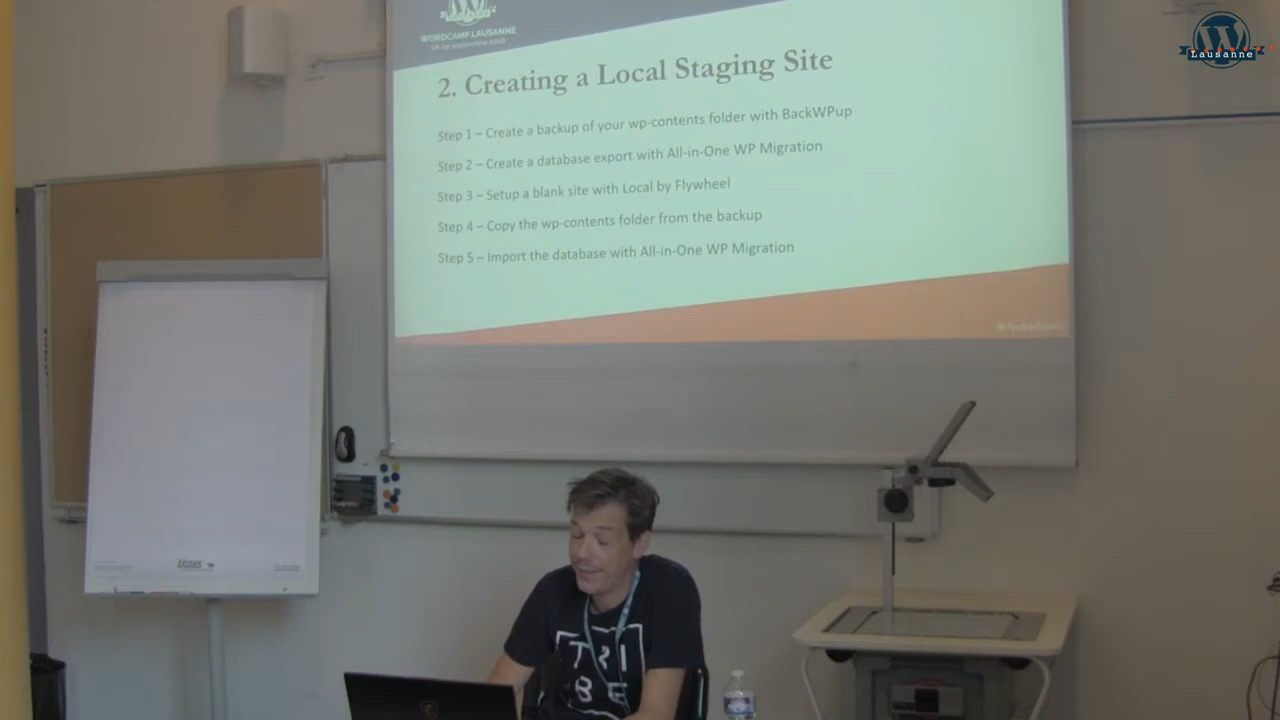 WORDCAMP LAUSANNE
2. Creating a Local Staging Site
Step 1 – Create a backup of your wp-contents folder with BackWPup
Step 2 – Create a database export with All-in-One WP Migration
Step 3 – Setup a blank site with Local by Flywheel
Step 4 – Copy the wp-contents folder from the backup
Step 5 – Import the database with All-in-One WP Migration
Lausanne
TRI
BE